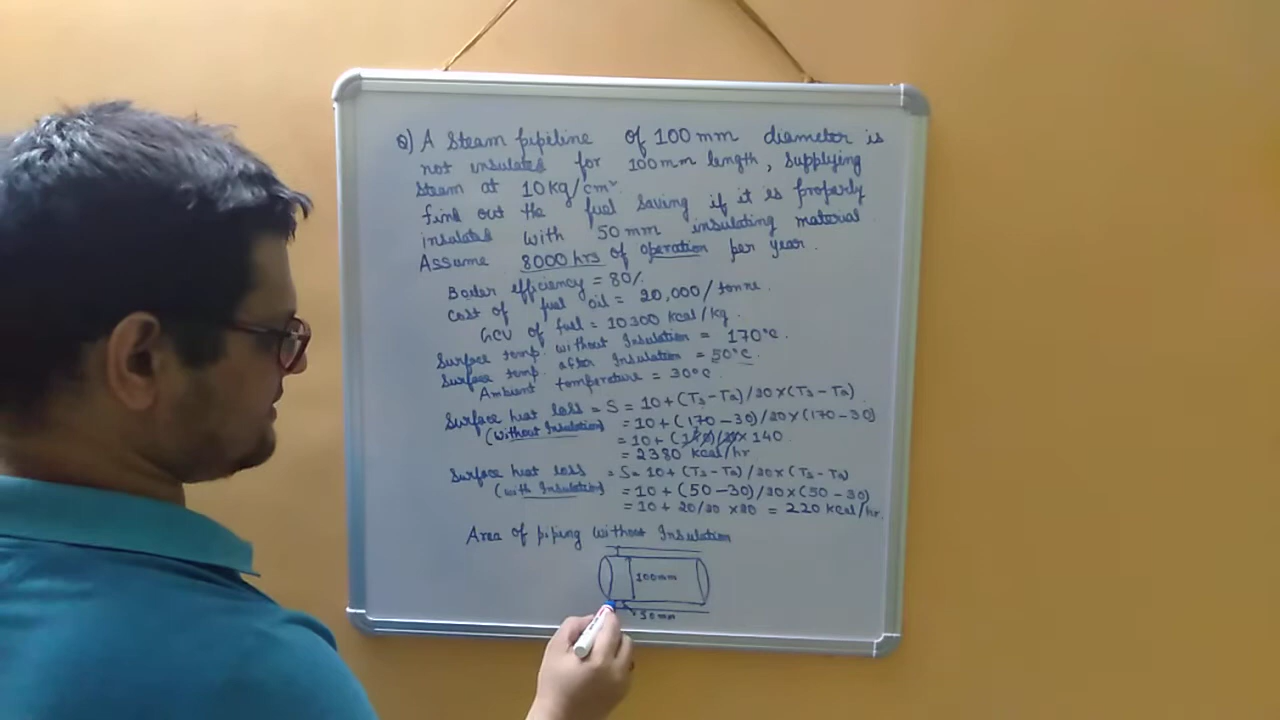 Q) A Steam pipeline of 100 mm diameter is
not insulated for 100 mm length, Supplying
Steam at 10 Kg/cm².
find out the fuel Saving if it is properly
insulated with 50 mm insulating material
Assume 8000 hrs of operation per year.
Boiler efficiency = 80%.
Cost of fuel oil = 20,000/tonne.
GCV of fuel = 10300 Kcal/kg.
Surface temp. without Insulation = 170°C.
Surface temp. after Insulation = 50°C.
Ambient temperature = 30°C.
Surface heat loss = S = 10+(Ts-Ta)/20×(Ts-Ta)
(Without Insulation) = 10+(170-30)/20×(170-30)
= 10+(140)/20×140
= 2380 Kcal/hr
Surface heat loss = S= 10+(Ts-Ta)/20×(Ts-Ta)
(with Insulation) = 10+(50-30)/20×(50-30)
= 10+20/20 ×20 = 220 Kcal/hr.
Area of piping without Insulation
100mm
50mm